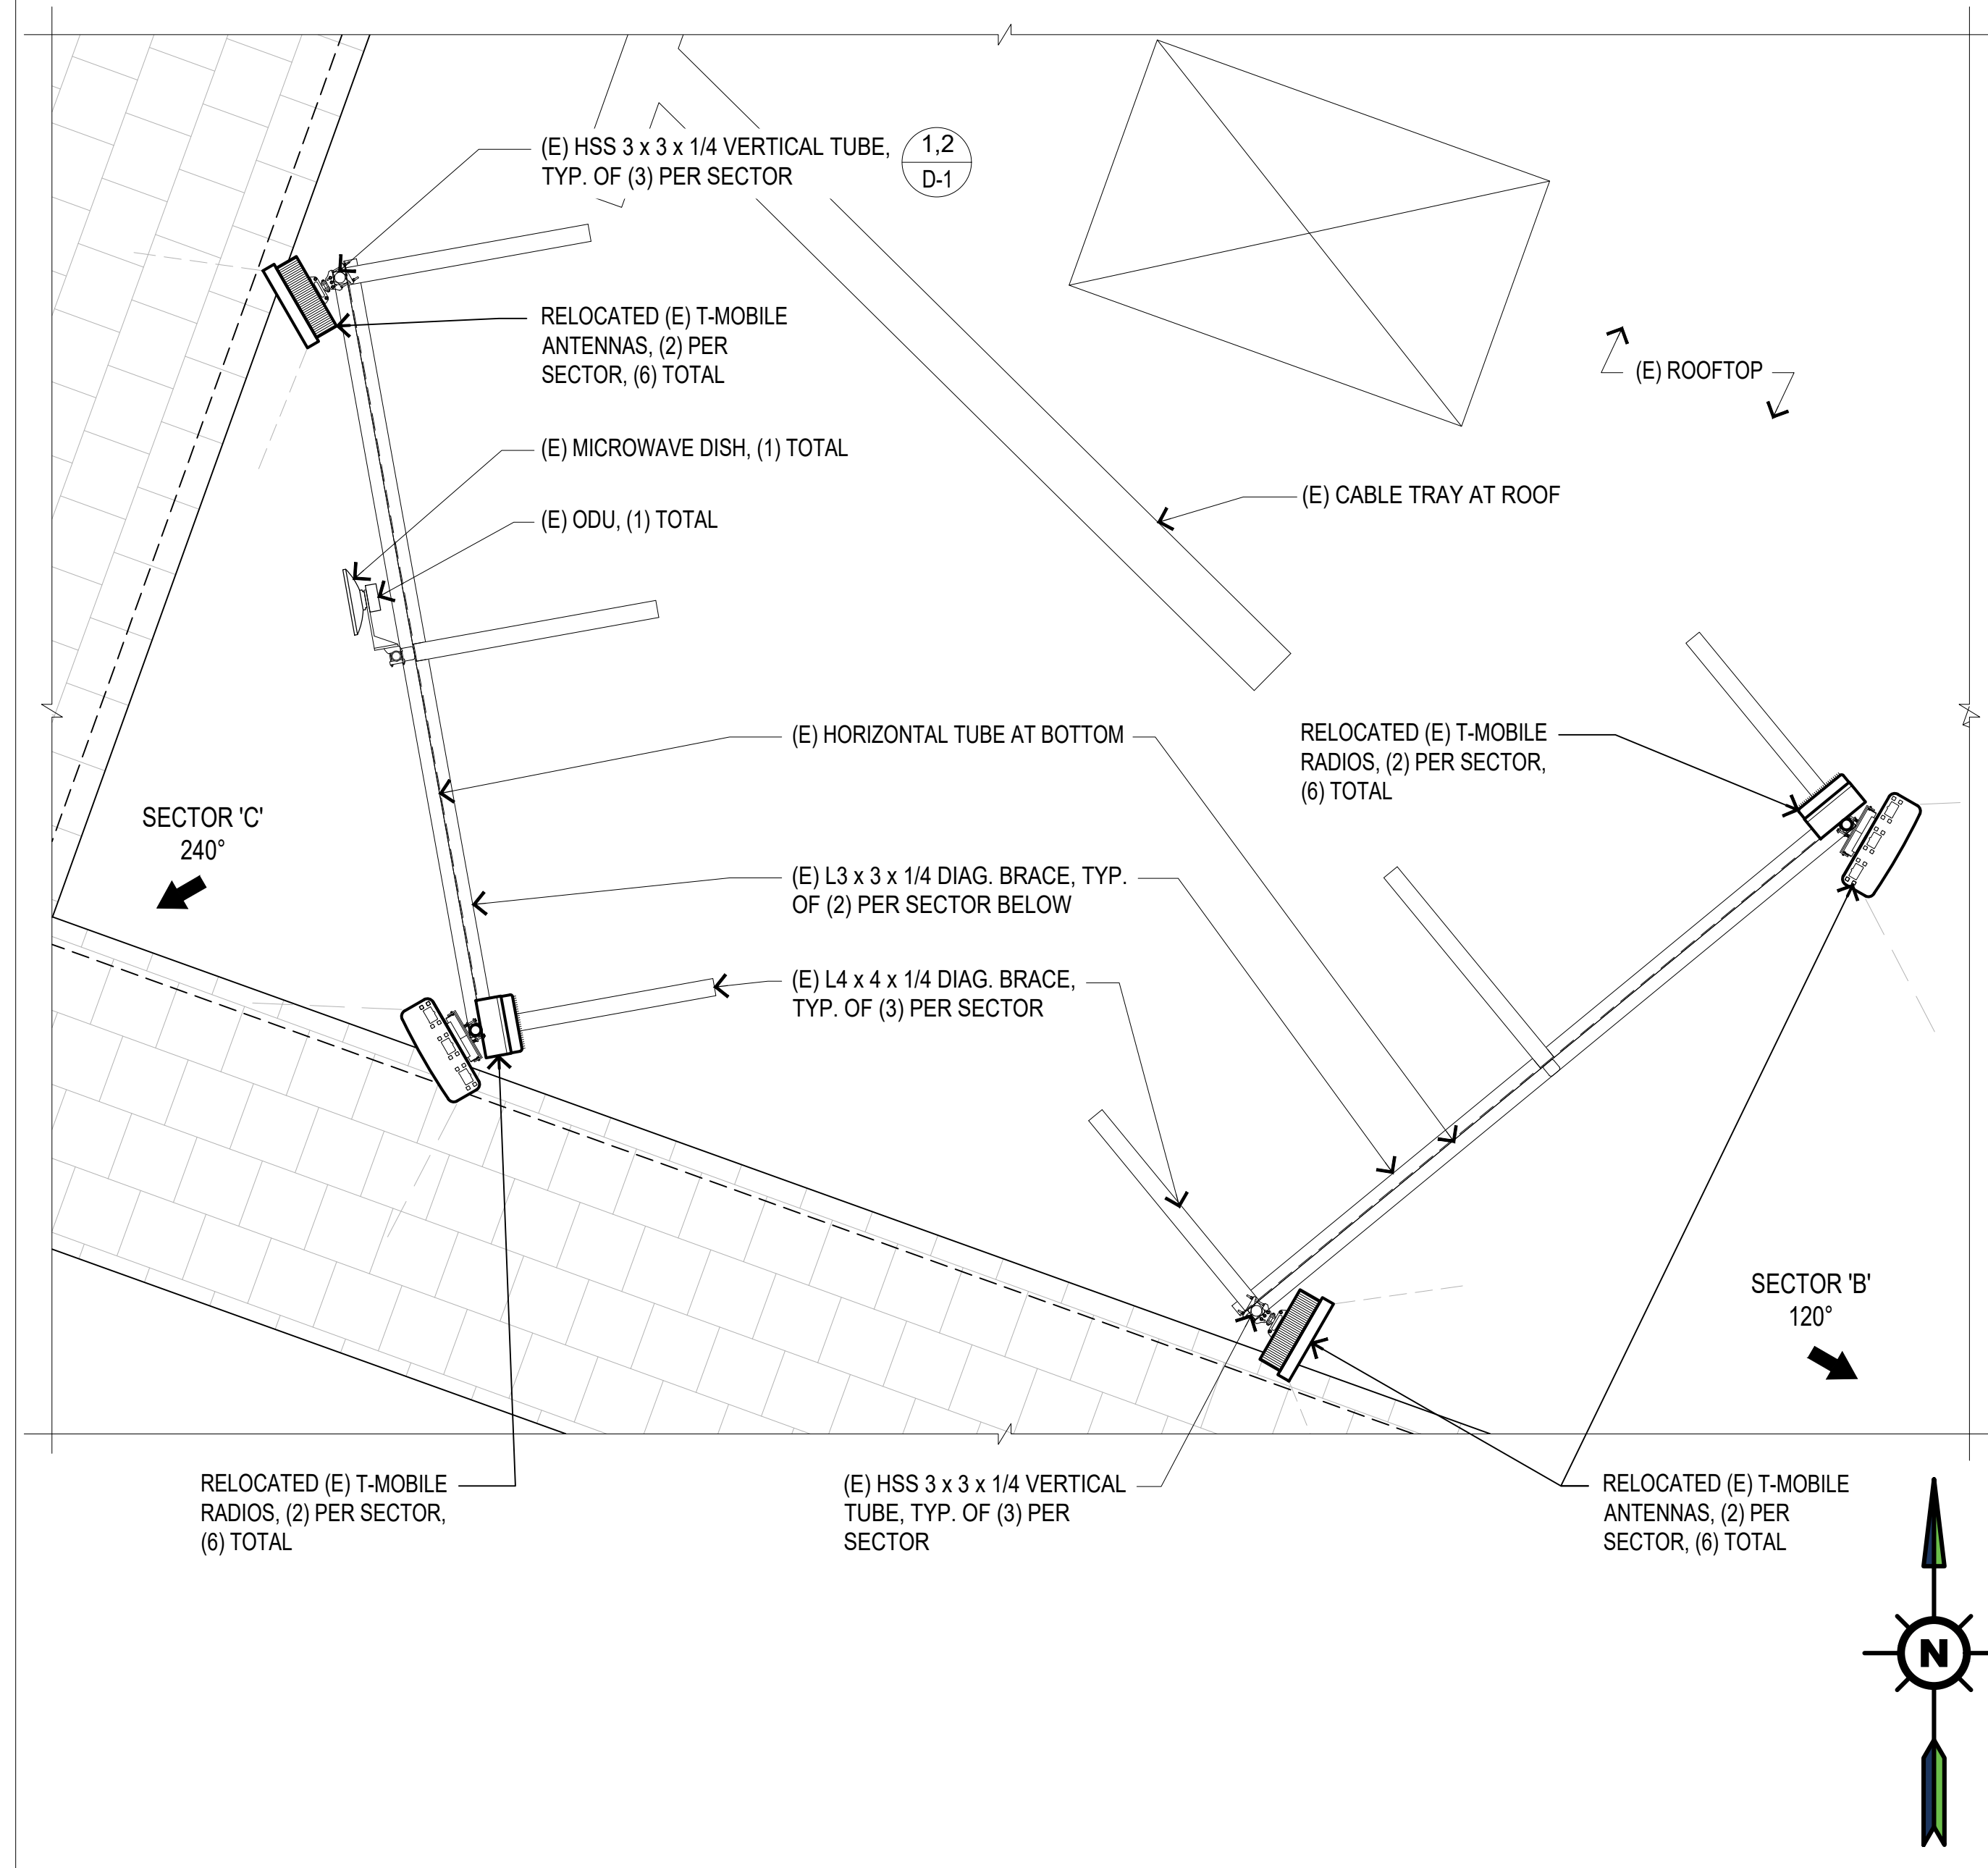 (E) HSS 3 x 3 x 1/4 VERTICAL TUBE,
TYP. OF (3) PER SECTOR
1,2
D-1
RELOCATED (E) T-MOBILE
ANTENNAS, (2) PER
SECTOR, (6) TOTAL
(E) ROOFTOP
(E) MICROWAVE DISH, (1) TOTAL
(E) CABLE TRAY AT ROOF
(E) ODU, (1) TOTAL
(E) HORIZONTAL TUBE AT BOTTOM
RELOCATED (E) T-MOBILE
RADIOS, (2) PER SECTOR,
(6) TOTAL
SECTOR 'C'
240°
(E) L3 x 3 x 1/4 DIAG. BRACE, TYP.
OF (2) PER SECTOR BELOW
(E) L4 x 4 x 1/4 DIAG. BRACE,
TYP. OF (3) PER SECTOR
SECTOR 'B'
120°
RELOCATED (E) T-MOBILE
RADIOS, (2) PER SECTOR,
(6) TOTAL
(E) HSS 3 x 3 x 1/4 VERTICAL
TUBE, TYP. OF (3) PER
SECTOR
RELOCATED (E) T-MOBILE
ANTENNAS, (2) PER
SECTOR, (6) TOTAL
N